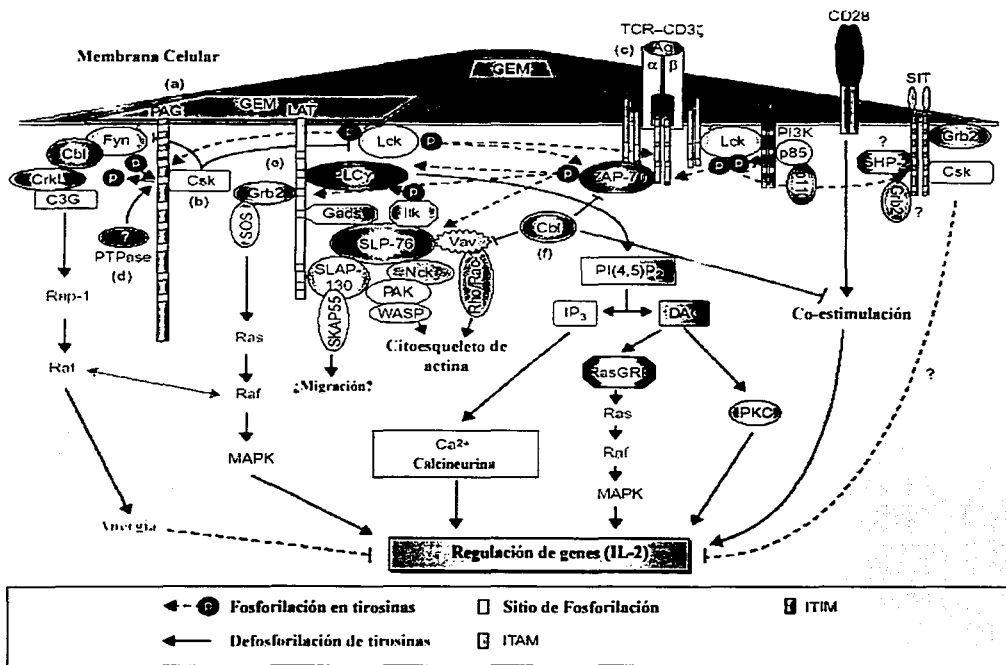 CD28
TCR–CD3ζ
(c)
Ag
α β
SIT
Membrana Celular
GEM
(a)
PAG
GEM
LAT
Fyn
Cbl
P
P
CrkL
C3G
Csk
(b)
?
PTPase
(d)
Rap-1
Raf
Anergia
P
Lck
P
(e)
PLCγ
P
Grb2
SOS
Gads
Itk
SLP-76
Vav
SLAP-130
SKAP55
Nck
PAK
WASP
Rho/Rac
¿Migración?
Citoesqueleto de
actina
Ras
Raf
MAPK
P
ZAP-70
Cbl
(f)
Lck
P
P
PI3K
p85
?
SHP-
Grb2
?
Grb2
Csk
PI(4,5)P2
IP3
DAG
RasGRP
Ras
Raf
MAPK
PKC
Ca2+
Calcineurina
Co-estimulación
?
Regulación de genes (IL-2)
P Fosforilación en tirosinas
Sitio de Fosforilación
ITIM
Defosforilación de tirosinas
ITAM